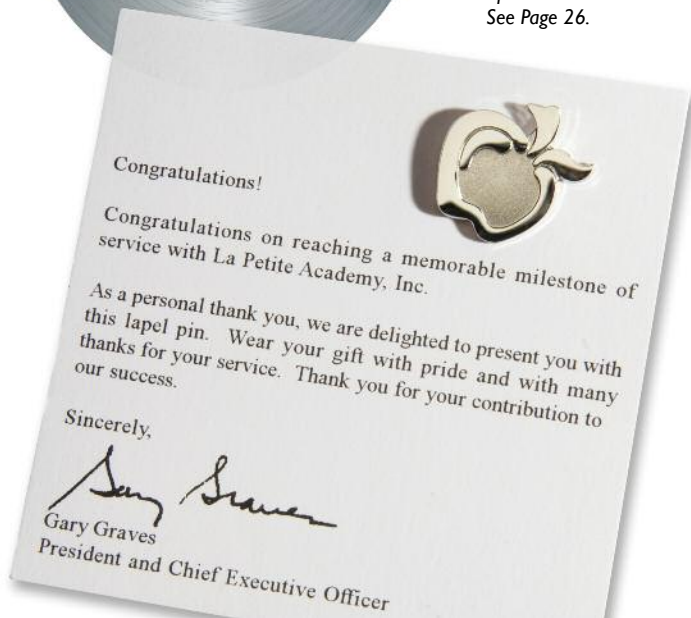 See Page 26.
Congratulations!
Congratulations on reaching a memorable milestone of
service with La Petite Academy, Inc.
As a personal thank you, we are delighted to present you with
this lapel pin. Wear your gift with pride and with many
thanks for your service. Thank you for your contribution to
our success.
Sincerely,
Gary Graves
Gary Graves
President and Chief Executive Officer